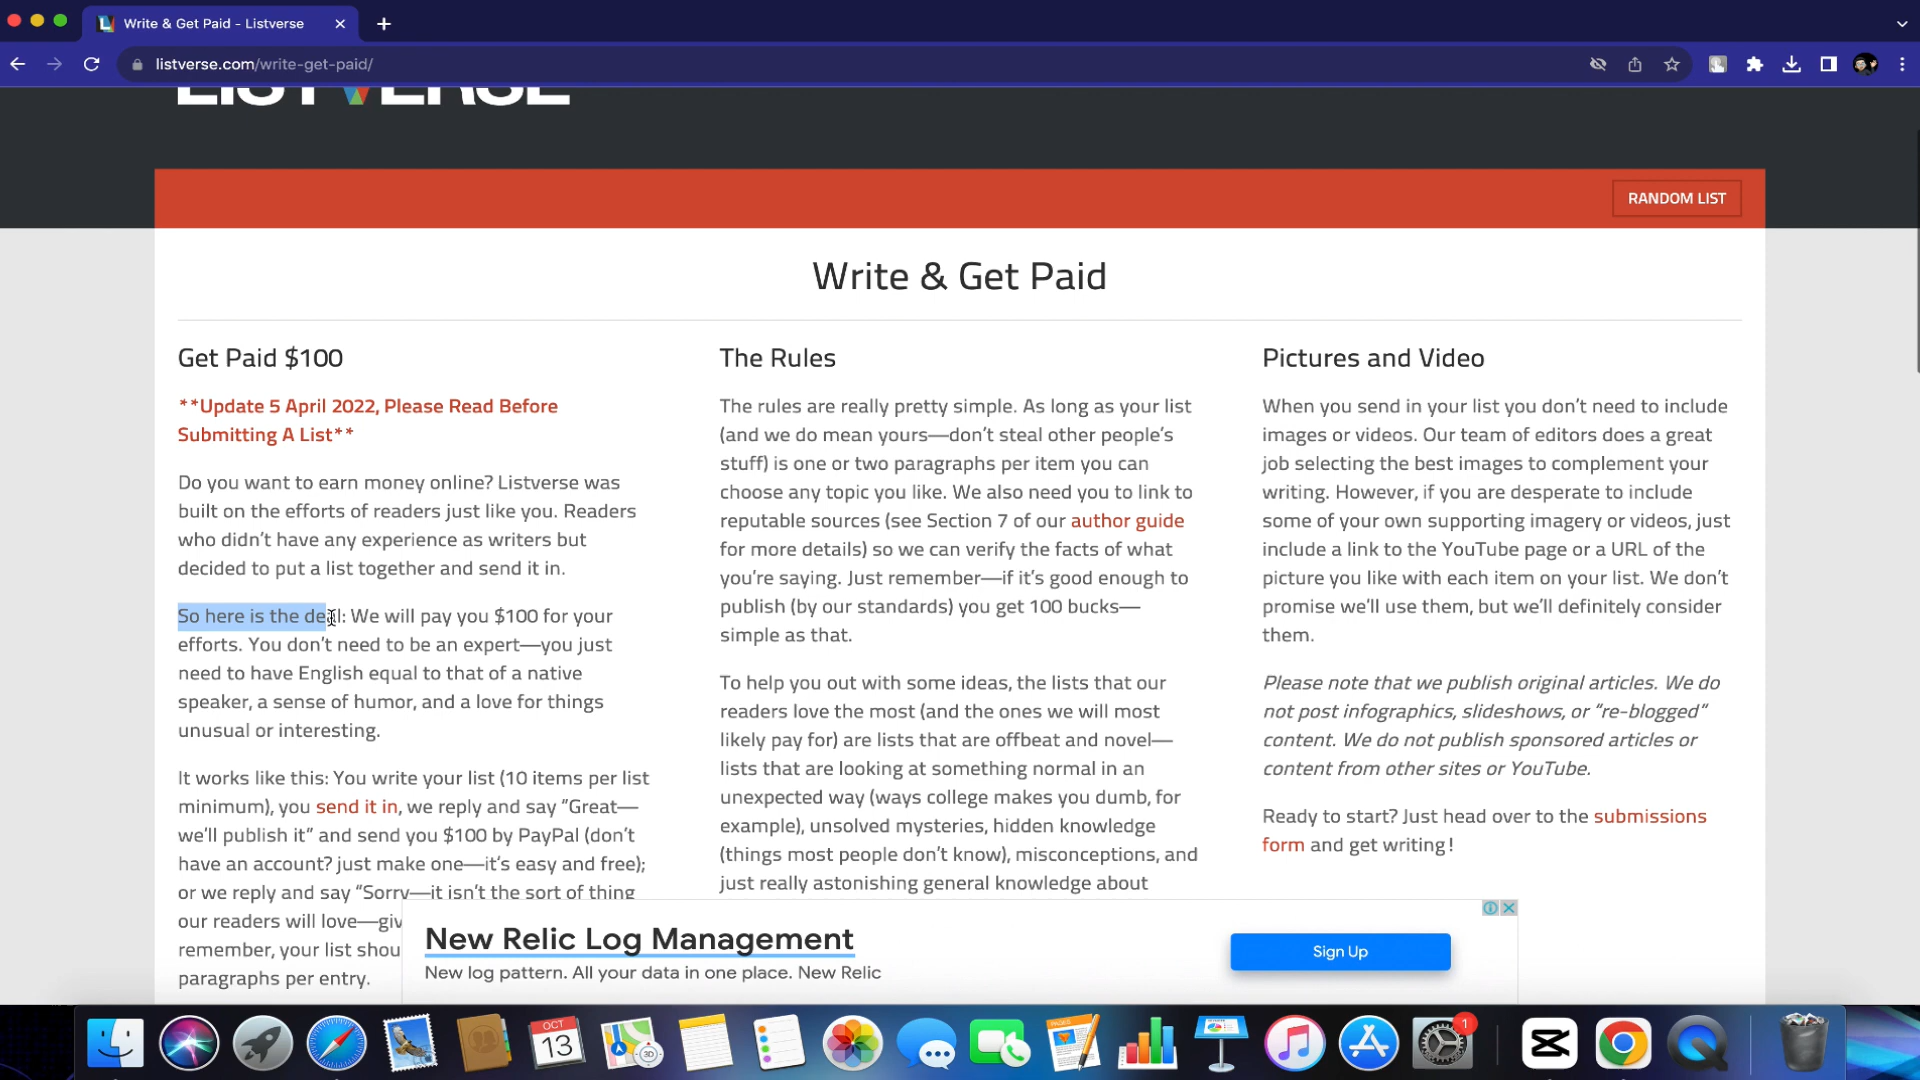 Write & Get Paid - Listverse
listverse.com/write-get-paid/
LISTVERSE
RANDOM LIST
Write & Get Paid
Get Paid $100
**Update 5 April 2022, Please Read Before
Submitting A List**
Do you want to earn money online? Listverse was
built on the efforts of readers just like you. Readers
who didn’t have any experience as writers but
decided to put a list together and send it in.
So here is the deal: We will pay you $100 for your
efforts. You don’t need to be an expert—you just
need to have English equal to that of a native
speaker, a sense of humor, and a love for things
unusual or interesting.
It works like this: You write your list (10 items per list
minimum), you send it in, we reply and say “Great—
we’ll publish it” and send you $100 by PayPal (don’t
have an account? just make one—it’s easy and free);
or we reply and say “Sorry—it isn’t the sort of thing
our readers will love—giv
remember, your list shou
paragraphs per entry.
The Rules
The rules are really pretty simple. As long as your list
(and we do mean yours—don’t steal other people’s
stuff) is one or two paragraphs per item you can
choose any topic you like. We also need you to link to
reputable sources (see Section 7 of our author guide
for more details) so we can verify the facts of what
you’re saying. Just remember—if it’s good enough to
publish (by our standards) you get 100 bucks—
simple as that.
To help you out with some ideas, the lists that our
readers love the most (and the ones we will most
likely pay for) are lists that are offbeat and novel—
lists that are looking at something normal in an
unexpected way (ways college makes you dumb, for
example), unsolved mysteries, hidden knowledge
(things most people don’t know), misconceptions, and
just really astonishing general knowledge about
Pictures and Video
When you send in your list you don’t need to include
images or videos. Our team of editors does a great
job selecting the best images to complement your
writing. However, if you are desperate to include
some of your own supporting imagery or videos, just
include a link to the YouTube page or a URL of the
picture you like with each item on your list. We don’t
promise we’ll use them, but we’ll definitely consider
them.
Please note that we publish original articles. We do
not post infographics, slideshows, or “re-blogged”
content. We do not publish sponsored articles or
content from other sites or YouTube.
Ready to start? Just head over to the submissions
form and get writing!
New Relic Log Management
New log pattern. All your data in one place. New Relic
Sign Up
OCT
13
3D
PAGES
1